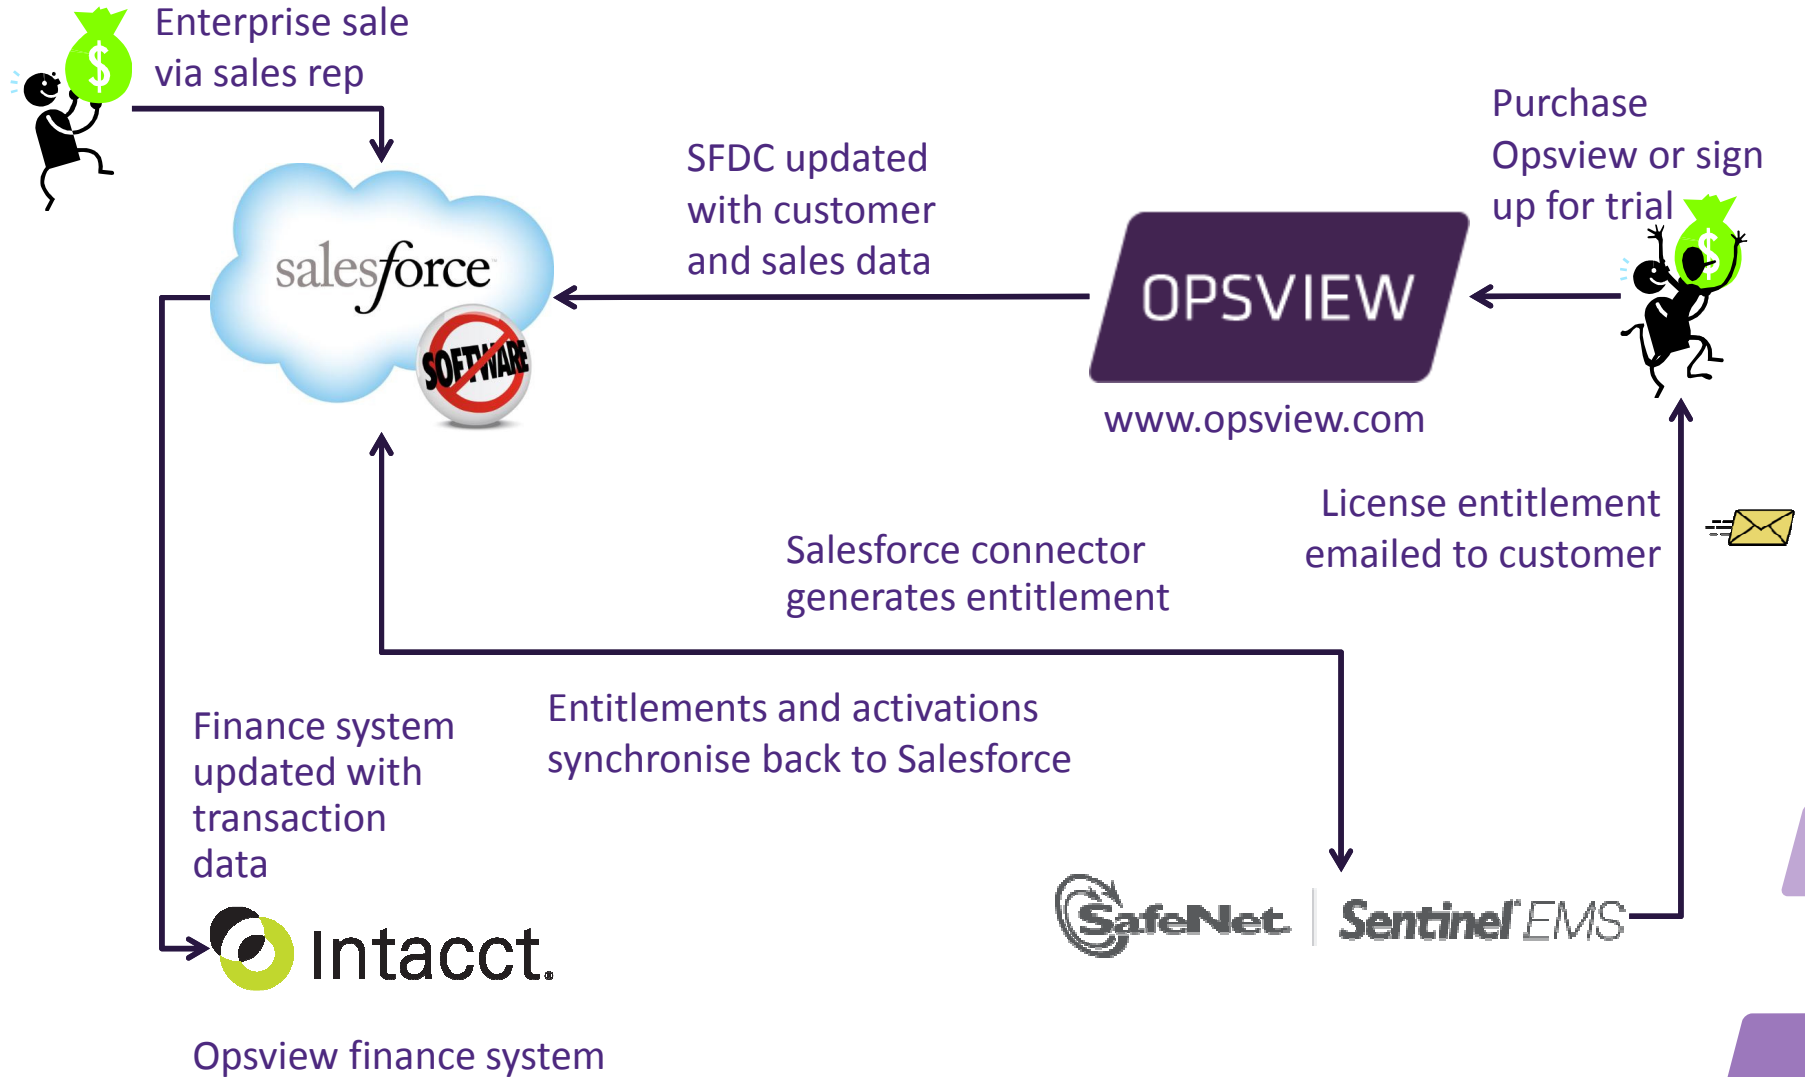 Enterprise sale
via sales rep
$
salesforce
SOFTWARE
SFDC updated
with customer
and sales data
OPSVIEW
www.opsview.com
Purchase
Opsview or sign
up for trial
$
License entitlement
emailed to customer
Salesforce connector
generates entitlement
Entitlements and activations
synchronise back to Salesforce
Finance system
updated with
transaction
data
Intacct.
Opsview finance system
SafeNet.
Sentinel EMS